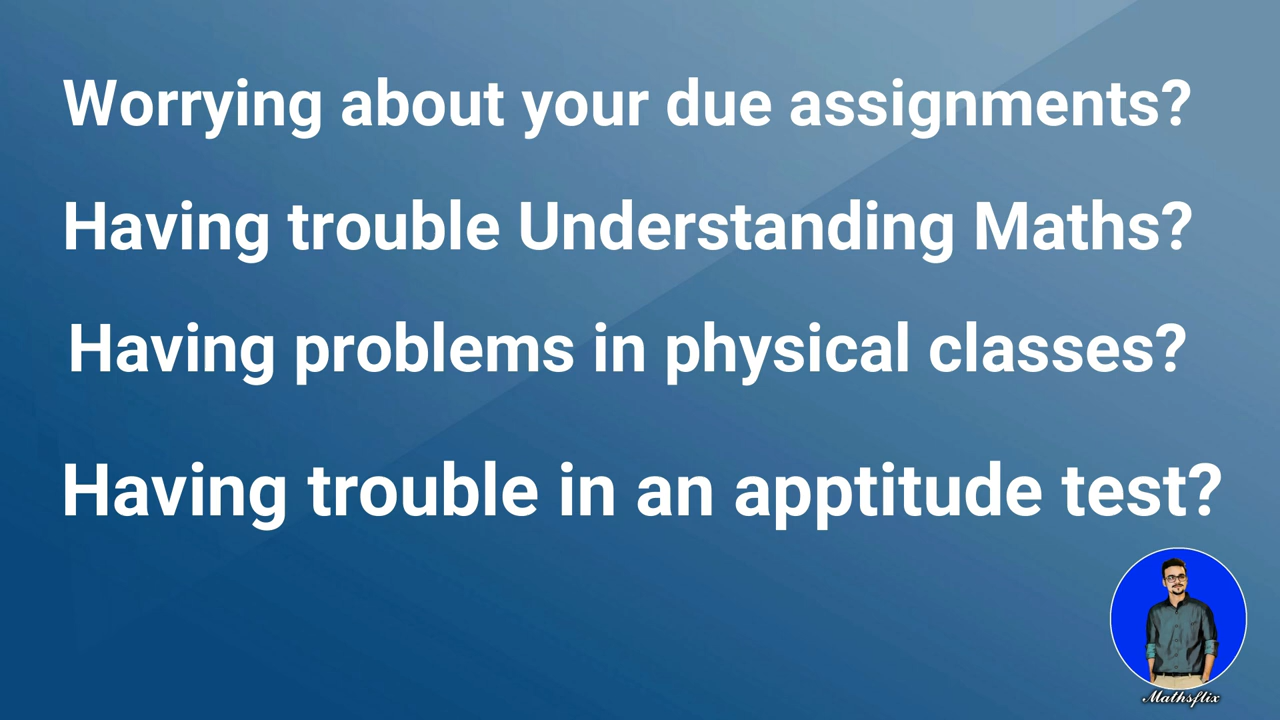 Worrying about your due assignments?
Having trouble Understanding Maths?
Having problems in physical classes?
Having trouble in an apptitude test?
Mathsflix